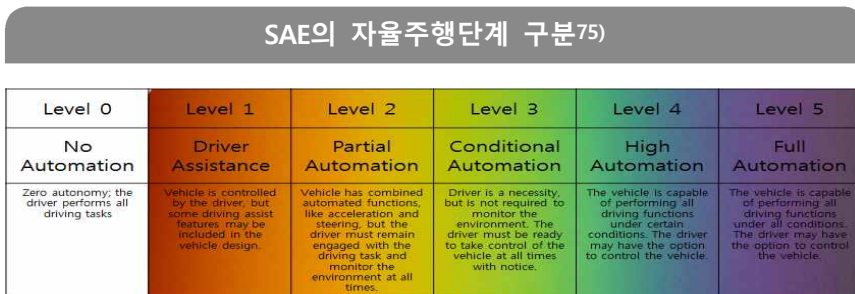 SAE의 자율주행단계 구분75)
Level 0
Level 1
Level 2
Level 3
Level 4
Level 5
No
Automation
Driver
Assistance
Partial
Automation
Conditional
Automation
High
Automation
Full
Automation
Zero autonomy; the
driver performs all
driving tasks
Vehicle is controlled
by the driver, but
some driving assist
features may be
included in the
vehicle design.
Vehicle has combined
automated functions,
like acceleration and
steering, but the
driver must remain
engaged with the
driving task and
monitor the
environment at all
times.
Driver is a necessity,
but is not required to
monitor the
environment. The
driver must be ready
to take control of the
vehicle at all times
with notice.
The vehicle is capable
of performing all
driving functions
under certain
conditions. The driver
may have the option
to control the vehicle.
The vehicle is capable
of performing all
driving functions
under all conditions.
The driver may have
the option to control
the vehicle.